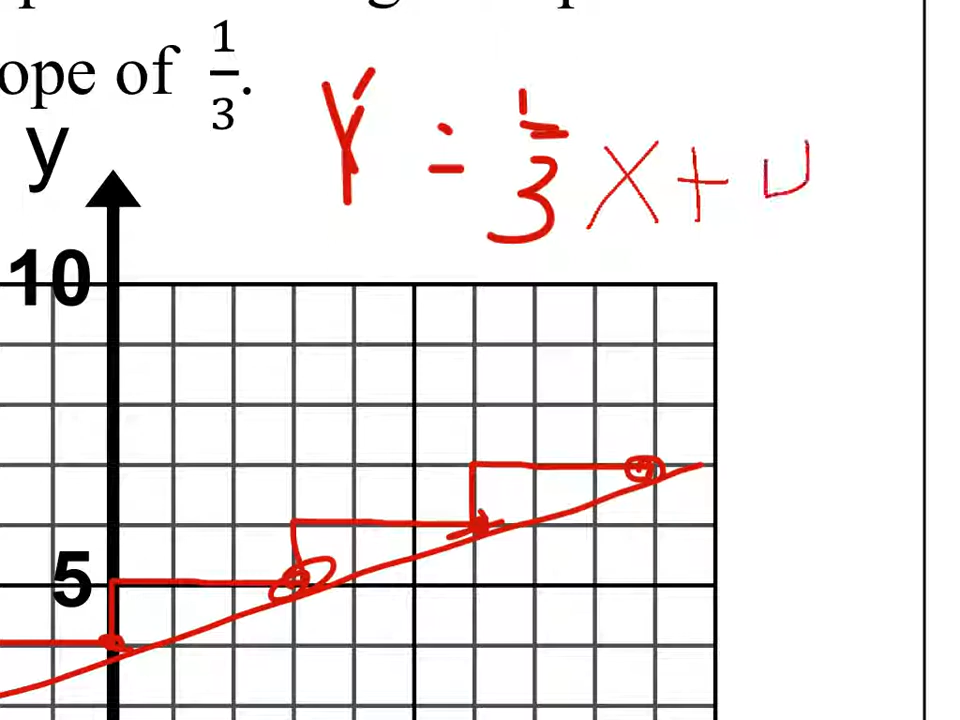 ope of 1/3.
y
Y = 1/3 X +
10
5